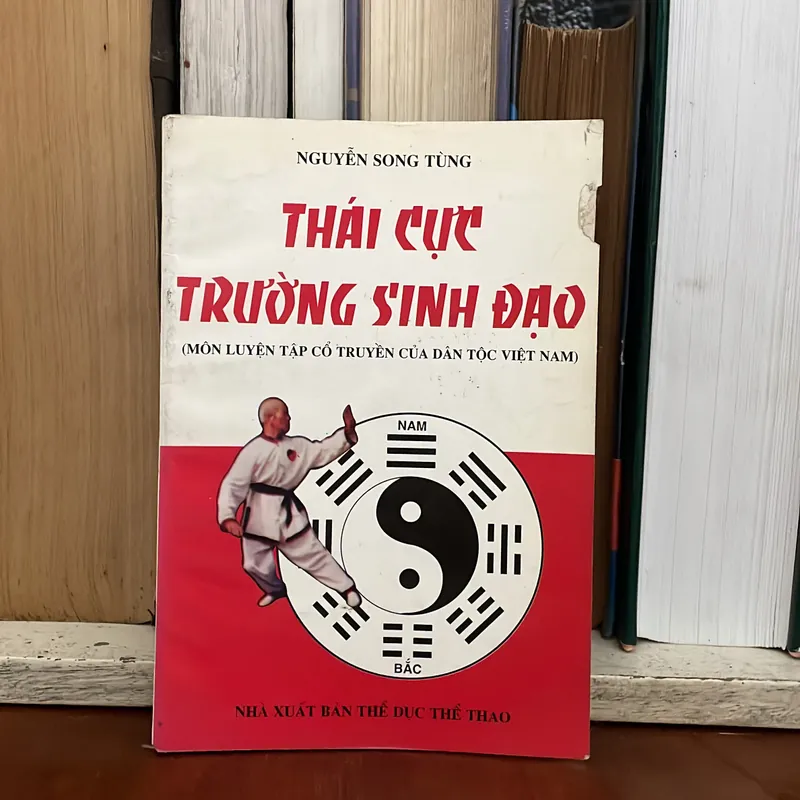 NGUYỄN SONG TÙNG
THÁI CỰC
TRƯỜNG SINH ĐẠO
(MÔN LUYỆN TẬP CỔ TRUYỀN CỦA DÂN TỘC VIỆT NAM)
NAM
BẮC
NHÀ XUẤT BẢN THỂ DỤC THỂ THAO